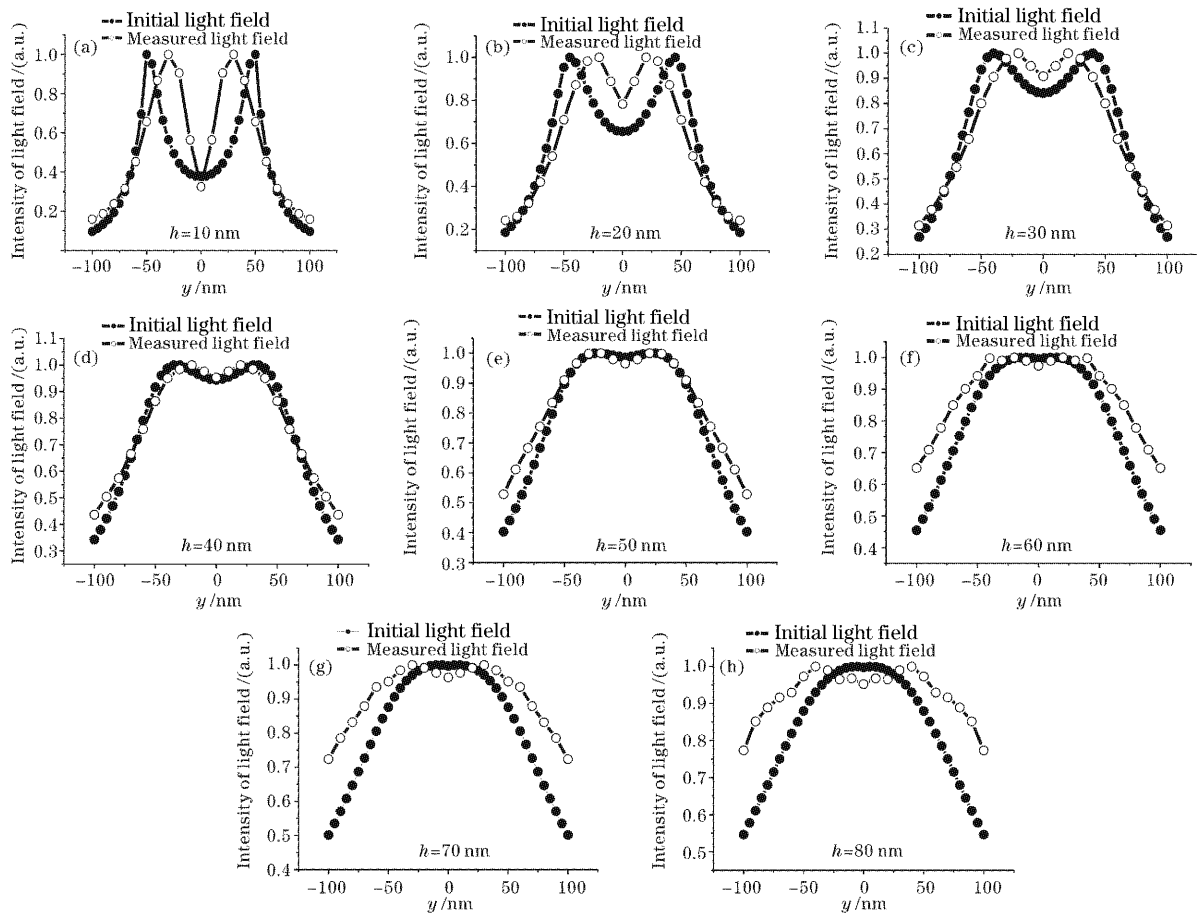 Initial light field
Measured light field
(a)
Intensity of light field /(a.u.)
1.0
0.8
0.6
0.4
0.2
h=10 nm
−100 −50 0 50 100
y /nm
Initial light field
Measured light field
(b)
Intensity of light field /(a.u.)
1.0
0.8
0.6
0.4
0.2
h=20 nm
−100 −50 0 50 100
y /nm
Initial light field
Measured light field
(c)
Intensity of light field /(a.u.)
1.1
1.0
0.9
0.8
0.7
0.6
0.5
0.4
0.3
0.2
h=30 nm
−100 −50 0 50 100
y /nm
Initial light field
Measured light field
(d)
Intensity of light field /(a.u.)
1.1
1.0
0.9
0.8
0.7
0.6
0.5
0.4
0.3
h=40 nm
−100 −50 0 50 100
y /nm
Initial light field
Measured light field
(e)
Intensity of light field /(a.u.)
1.0
0.9
0.8
0.7
0.6
0.5
0.4
0.3
h=50 nm
−100 −50 0 50 100
y /nm
Initial light field
Measured light field
(f)
Intensity of light field /(a.u.)
1.0
0.9
0.8
0.7
0.6
0.5
0.4
h=60 nm
−100 −50 0 50 100
y /nm
Initial light field
Measured light field
(g)
Intensity of light field /(a.u.)
1.0
0.9
0.8
0.7
0.6
0.5
0.4
h=70 nm
−100 −50 0 50 100
y /nm
Initial light field
Measured light field
(h)
Intensity of light field /(a.u.)
1.0
0.9
0.8
0.7
0.6
0.5
h=80 nm
−100 −50 0 50 100
y /nm